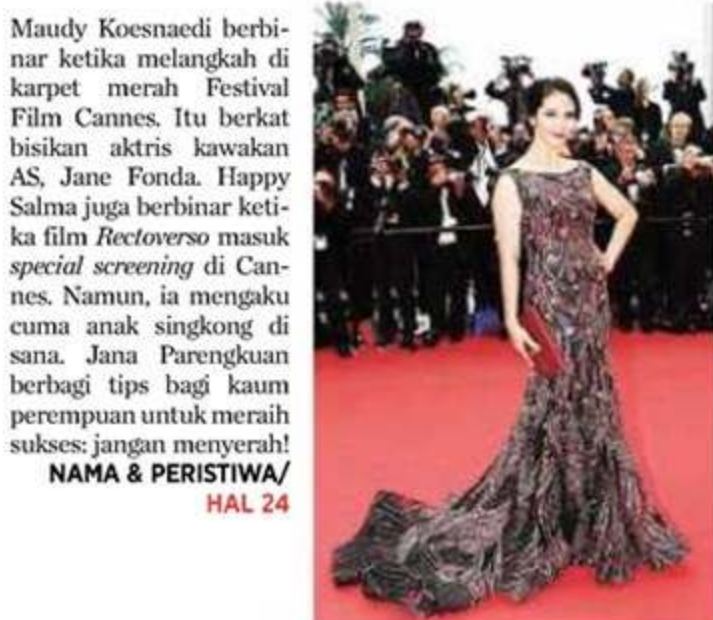 Maudy Koesnaedi berbi-
nar ketika melangkah di
karpet merah Festival
Film Cannes. Itu berkat
bisikan aktris kawakan
AS, Jane Fonda. Happy
Salma juga berbinar keti-
ka film Rectoverso masuk
special screening di Can-
nes. Namun, ia mengaku
cuma anak singkong di
sana. Jana Parengkuan
berbagi tips bagi kaum
perempuan untuk meraih
sukses: jangan menyerah!
NAMA & PERISTIWA/
HAL 24